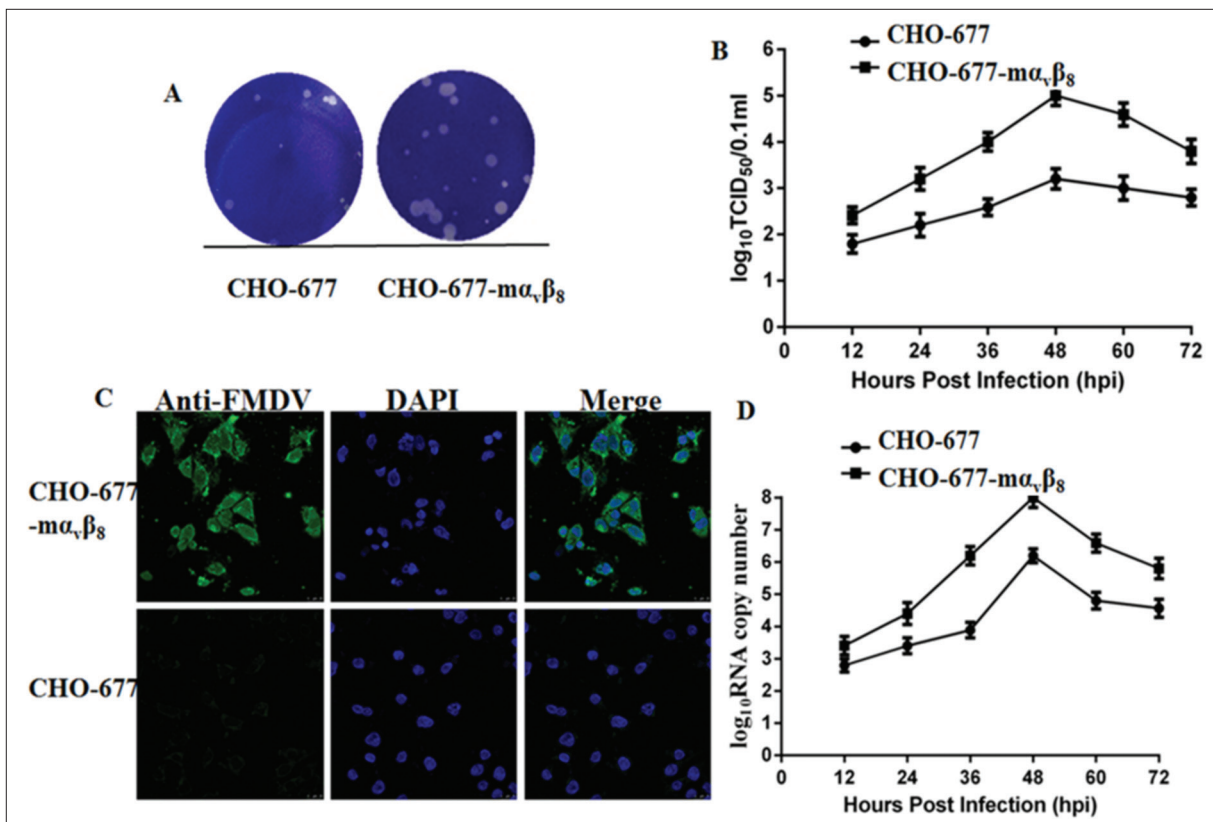 A
CHO-677
CHO-677-mαᵥβ₈
B
CHO-677
CHO-677-mαᵥβ₈
6
5
4
3
2
1
0
log₁₀TCID₅₀/0.1ml
0 12 24 36 48 60 72
Hours Post Infection (hpi)
C
Anti-FMDV DAPI Merge
CHO-677
-mαᵥβ₈
CHO-677
D
CHO-677
CHO-677-mαᵥβ₈
8
7
6
5
4
3
2
1
0
log₁₀RNA copy number
0 12 24 36 48 60 72
Hours Post Infection (hpi)